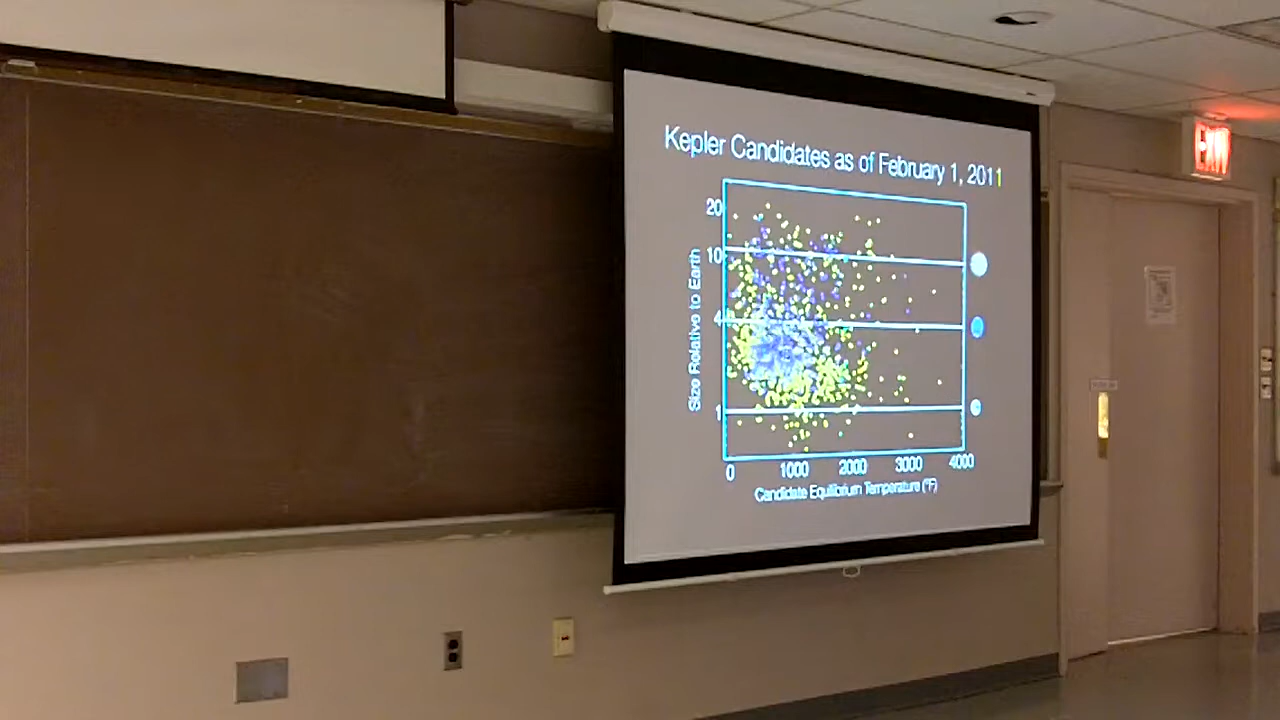 Kepler Candidates as of February 1, 2011
20
10
4
1
Size Relative to Earth
0 1000 2000 3000 4000
Candidate Equilibrium Temperature (°F)
EXIT